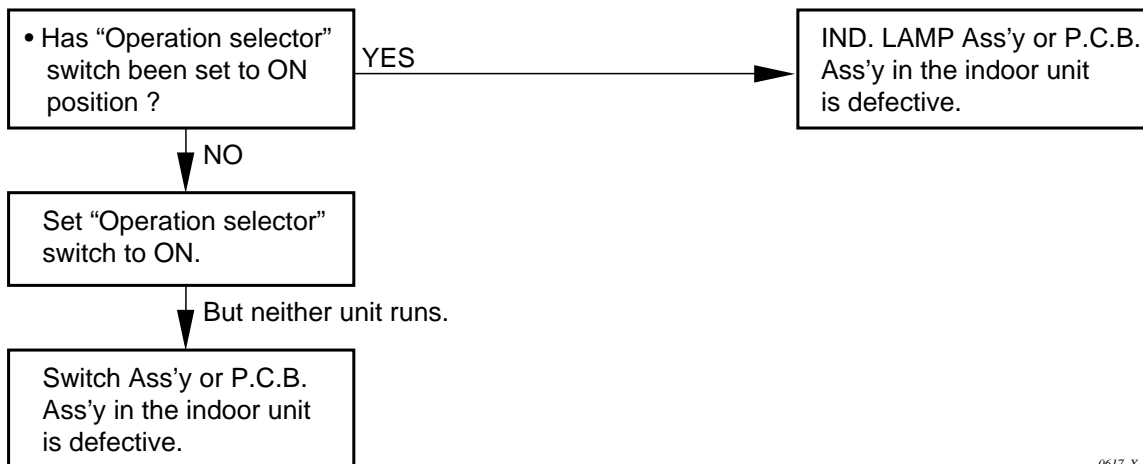 • Has “Operation selector”
switch been set to ON
position ?
YES
IND. LAMP Ass’y or P.C.B.
Ass’y in the indoor unit
is defective.
NO
Set “Operation selector”
switch to ON.
But neither unit runs.
Switch Ass’y or P.C.B.
Ass’y in the indoor unit
is defective.